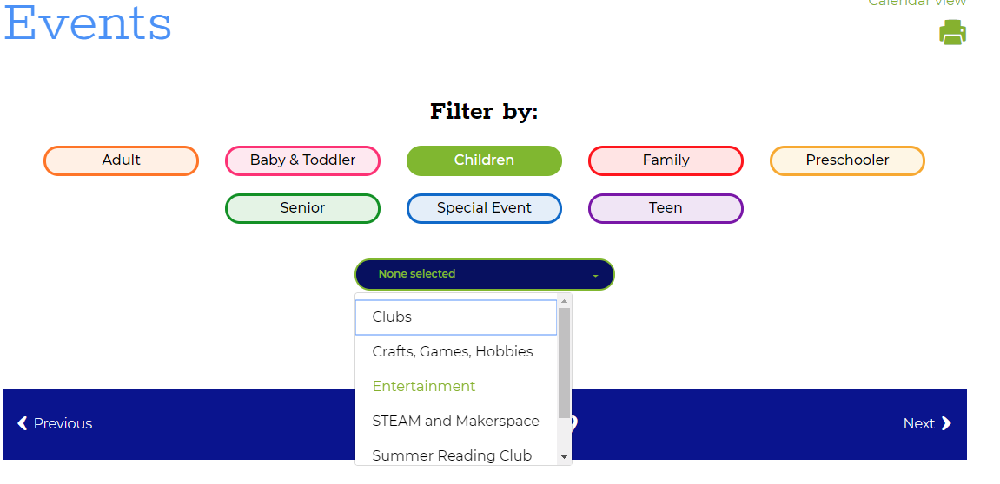 Calendar View
Events
Filter by:
Adult
Baby & Toddler
Children
Family
Preschooler
Senior
Special Event
Teen
None selected
Clubs
Crafts, Games, Hobbies
Entertainment
STEAM and Makerspace
Summer Reading Club
Previous
Next